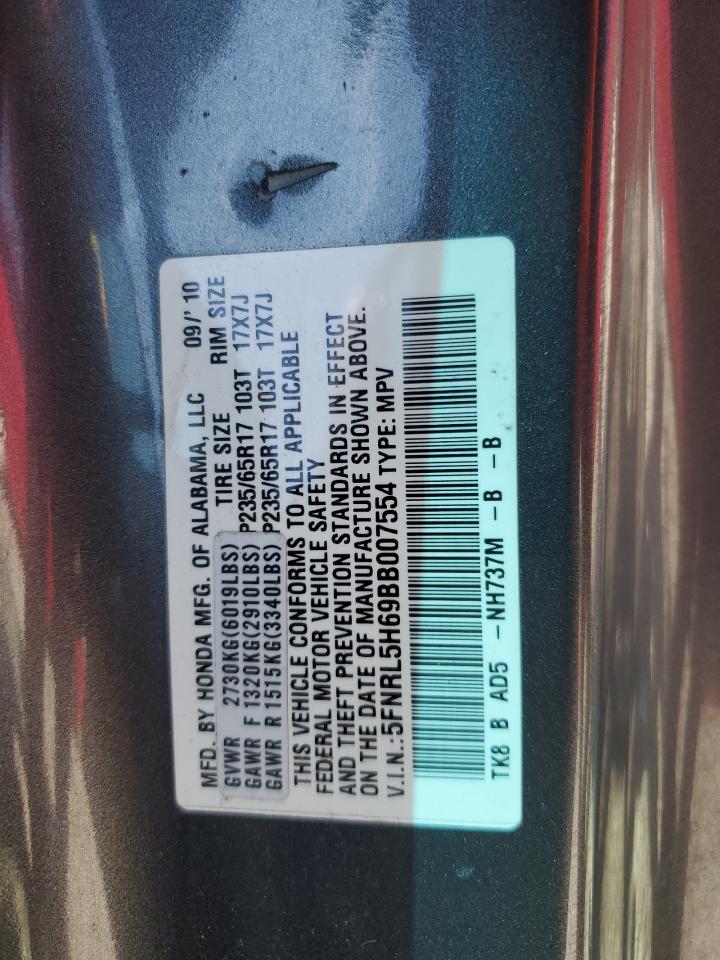 MFD. BY HONDA MFG. OF ALABAMA, LLC 09/' 10
GVWR 2730KG(6019LBS) TIRE SIZE RIM SIZE
GAWR F 1320KG(2910LBS) P235/65R17 103T 17X7J
GAWR R 1515KG(3340LBS) P235/65R17 103T 17X7J
THIS VEHICLE CONFORMS TO ALL APPLICABLE
FEDERAL MOTOR VEHICLE SAFETY
AND THEFT PREVENTION STANDARDS IN EFFECT
ON THE DATE OF MANUFACTURE SHOWN ABOVE.
V.I.N.:5FNRL5H69BB007554 TYPE: MPV
TK8 B AD5 -NH737M -B -B